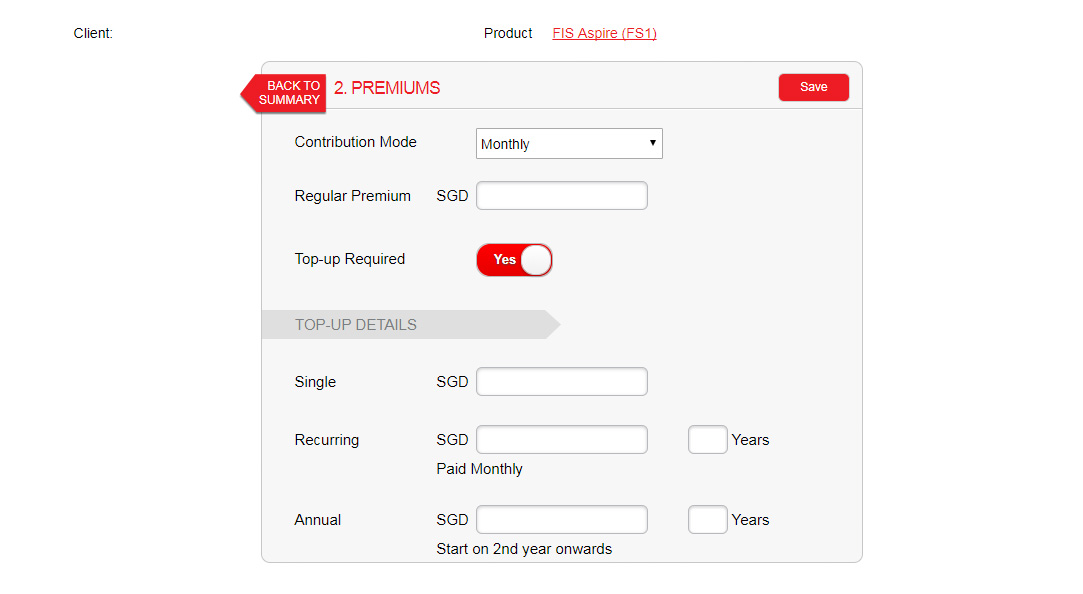 Client: Product FIS Aspire (FS1)
BACK TO
SUMMARY
2. PREMIUMS
Save
Contribution Mode Monthly
Regular Premium SGD
Top-up Required Yes
TOP-UP DETAILS
Single SGD
Recurring SGD Years
Paid Monthly
Annual SGD Years
Start on 2nd year onwards